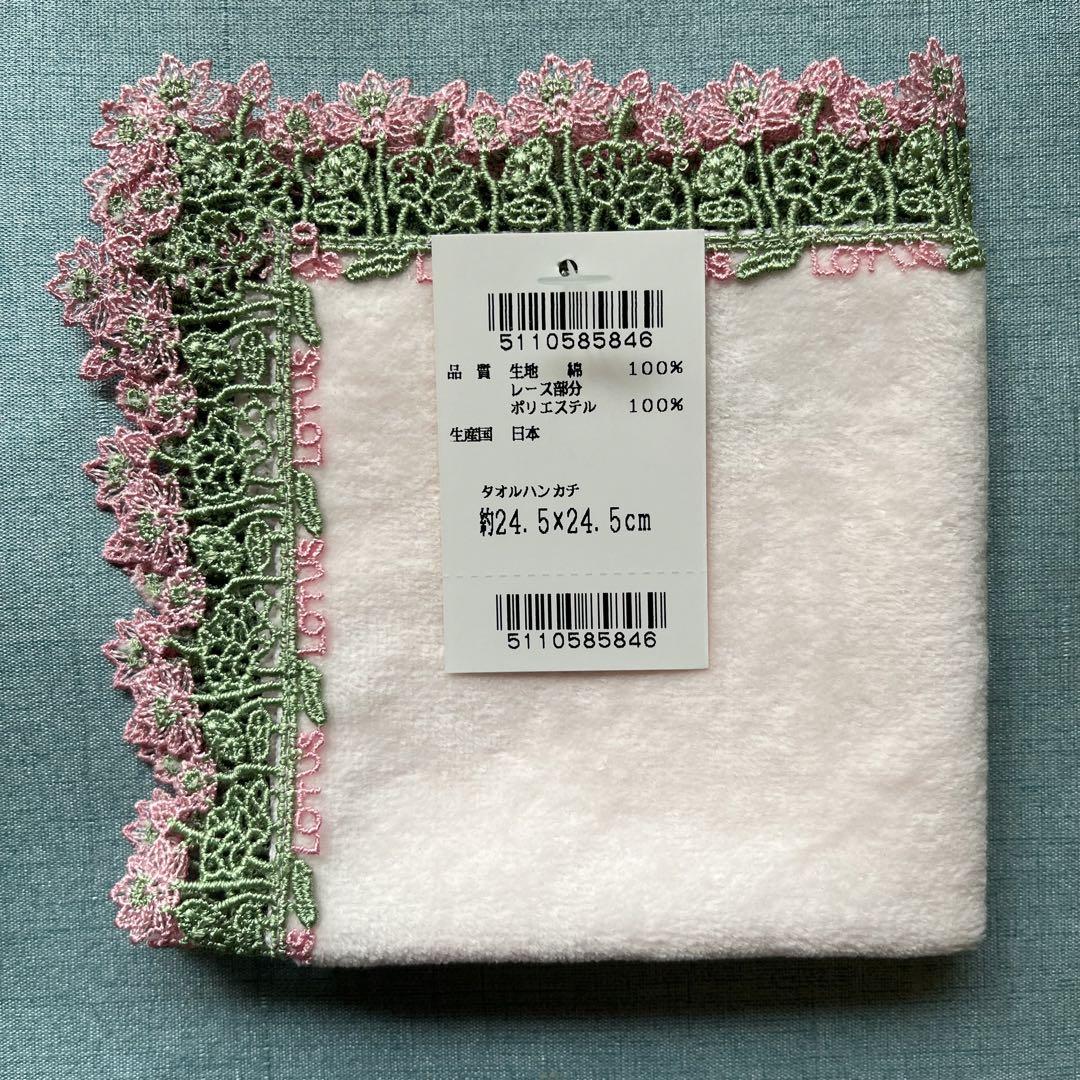 LOTUS
5110585846
品質 生地 綿 100%
レース部分
ポリエステル 100%
生産国 日本
タオルハンカチ
約24.5×24.5cm
5110585846
LOTUS
LOTUS
LOTUS